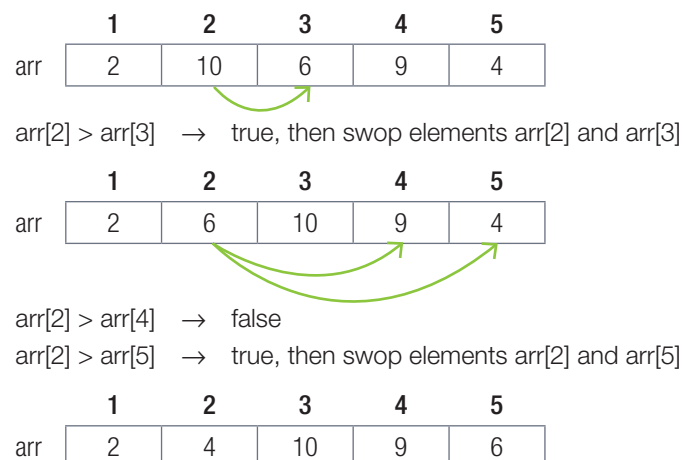 1 2 3 4 5
arr 2 10 6 9 4
arr[2] > arr[3] → true, then swop elements arr[2] and arr[3]
1 2 3 4 5
arr 2 6 10 9 4
arr[2] > arr[4] → false
arr[2] > arr[5] → true, then swop elements arr[2] and arr[5]
1 2 3 4 5
arr 2 4 10 9 6